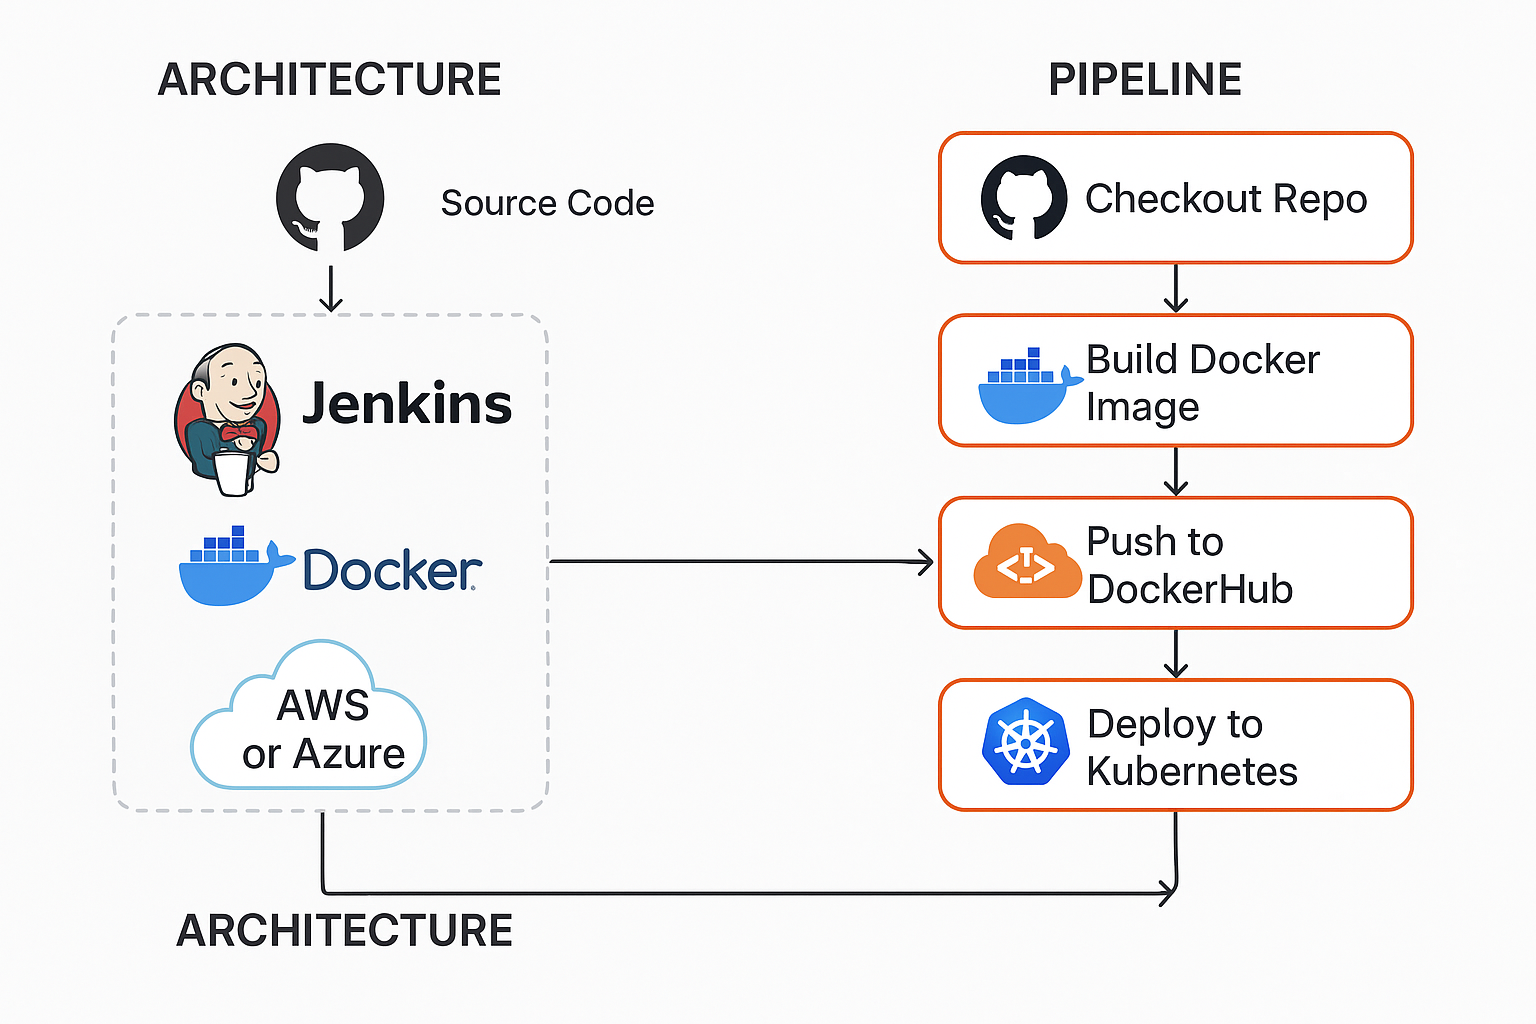 ARCHITECTURE
Source Code
Jenkins
Docker
AWS
or Azure
ARCHITECTURE
PIPELINE
Checkout Repo
Build Docker
Image
Push to
DockerHub
Deploy to
Kubernetes